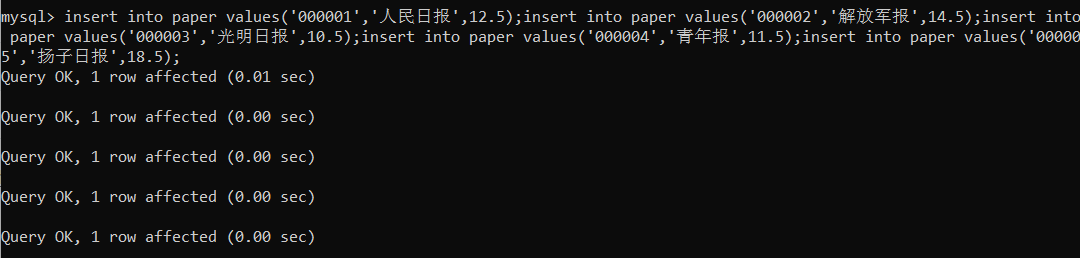 mysql> insert into paper values('000001','人民日报',12.5);insert into paper values('000002','解放军报',14.5);insert into
 paper values('000003','光明日报',10.5);insert into paper values('000004','青年报',11.5);insert into paper values('00000
5','扬子日报',18.5);
Query OK, 1 row affected (0.01 sec)
Query OK, 1 row affected (0.00 sec)
Query OK, 1 row affected (0.00 sec)
Query OK, 1 row affected (0.00 sec)
Query OK, 1 row affected (0.00 sec)